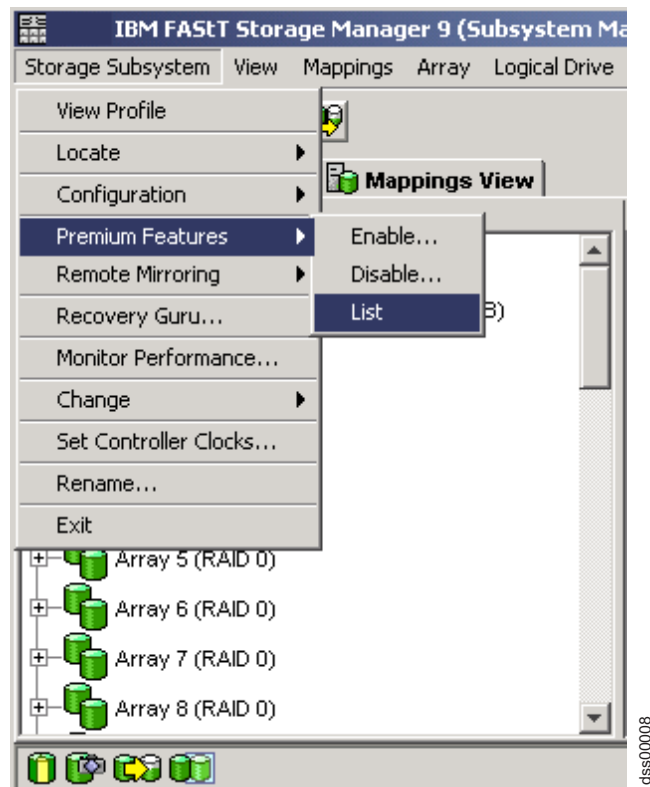 IBM FAStT Storage Manager 9 (Subsystem Ma
Storage Subsystem View Mappings Array Logical Drive
View Profile
Locate
Mappings View
Configuration
Premium Features
Enable...
Remote Mirroring
Disable...
Recovery Guru...
List
B)
Monitor Performance...
Change
Set Controller Clocks...
Rename...
Exit
Array 5 (RAID 0)
Array 6 (RAID 0)
Array 7 (RAID 0)
Array 8 (RAID 0)
dss00008